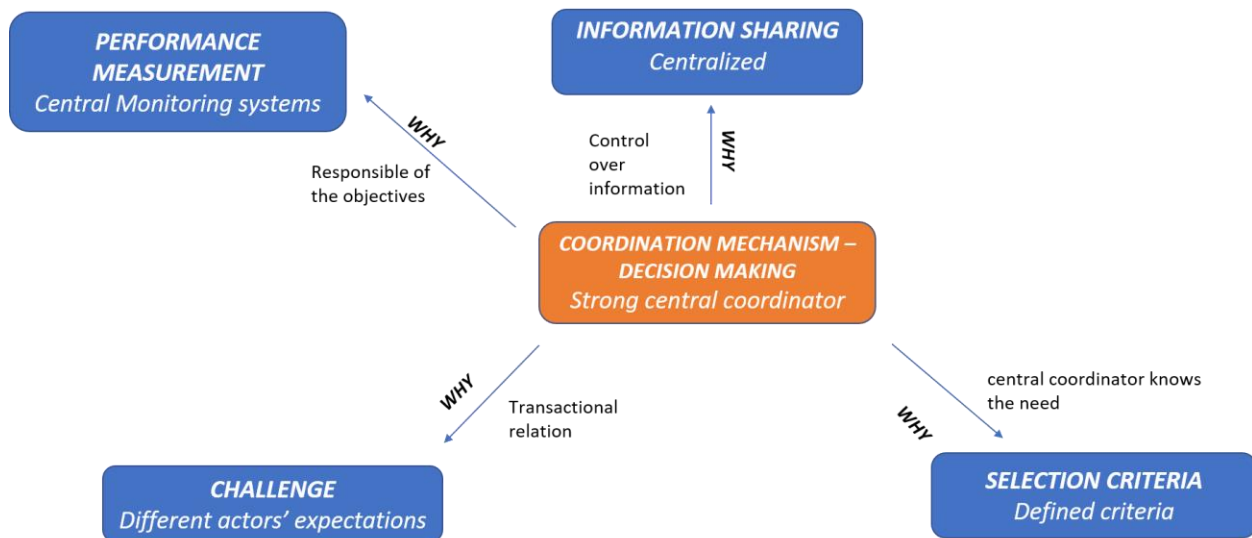 PERFORMANCE
MEASUREMENT
Central Monitoring systems
INFORMATION SHARING
Centralized
WHY
Responsible of
the objectives
Control
over
information
WHY
COORDINATION MECHANISM –
DECISION MAKING
Strong central coordinator
WHY
Transactional
relation
central coordinator knows
the need
WHY
CHALLENGE
Different actors' expectations
SELECTION CRITERIA
Defined criteria